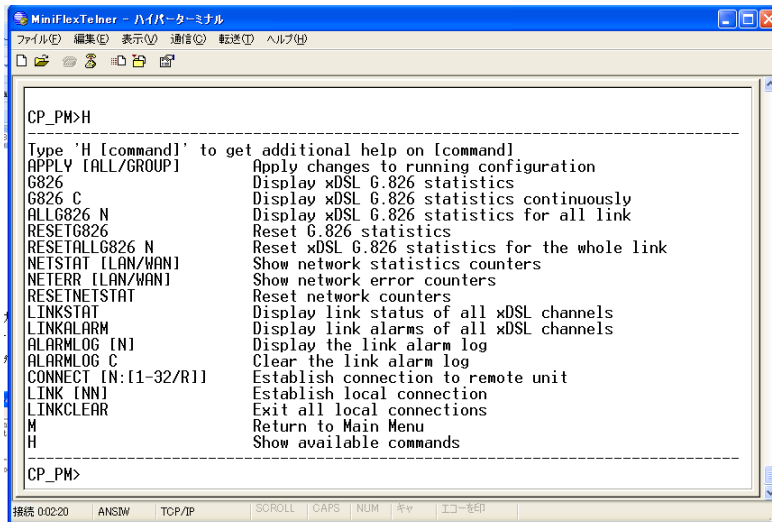 MiniFlexTelner - ハイパーターミナル
ファイル(F) 編集(E) 表示(V) 通信(C) 転送(T) ヘルプ(H)
CP_PM>H
Type 'H [command]' to get additional help on [command]
APPLY [ALL/GROUP] Apply changes to running configuration
G826 Display xDSL G.826 statistics
G826 C Display xDSL G.826 statistics continuously
ALLG826 N Display xDSL G.826 statistics for all link
RESETG826 Reset G.826 statistics
RESETALLG826 N Reset xDSL G.826 statistics for the whole link
NETSTAT [LAN/WAN] Show network statistics counters
NETERR [LAN/WAN] Show network error counters
RESETNETSTAT Reset network counters
LINKSTAT Display link status of all xDSL channels
LINKALARM Display link alarms of all xDSL channels
ALARMLOG [N] Display the link alarm log
ALARMLOG C Clear the link alarm log
CONNECT [N:[1-32/R]] Establish connection to remote unit
LINK [NN] Establish local connection
LINKCLEAR Exit all local connections
M Return to Main Menu
H Show available commands
CP_PM>
接続 0:02:20 ANSIW TCP/IP SCROLL CAPS NUM キャ エコーを印